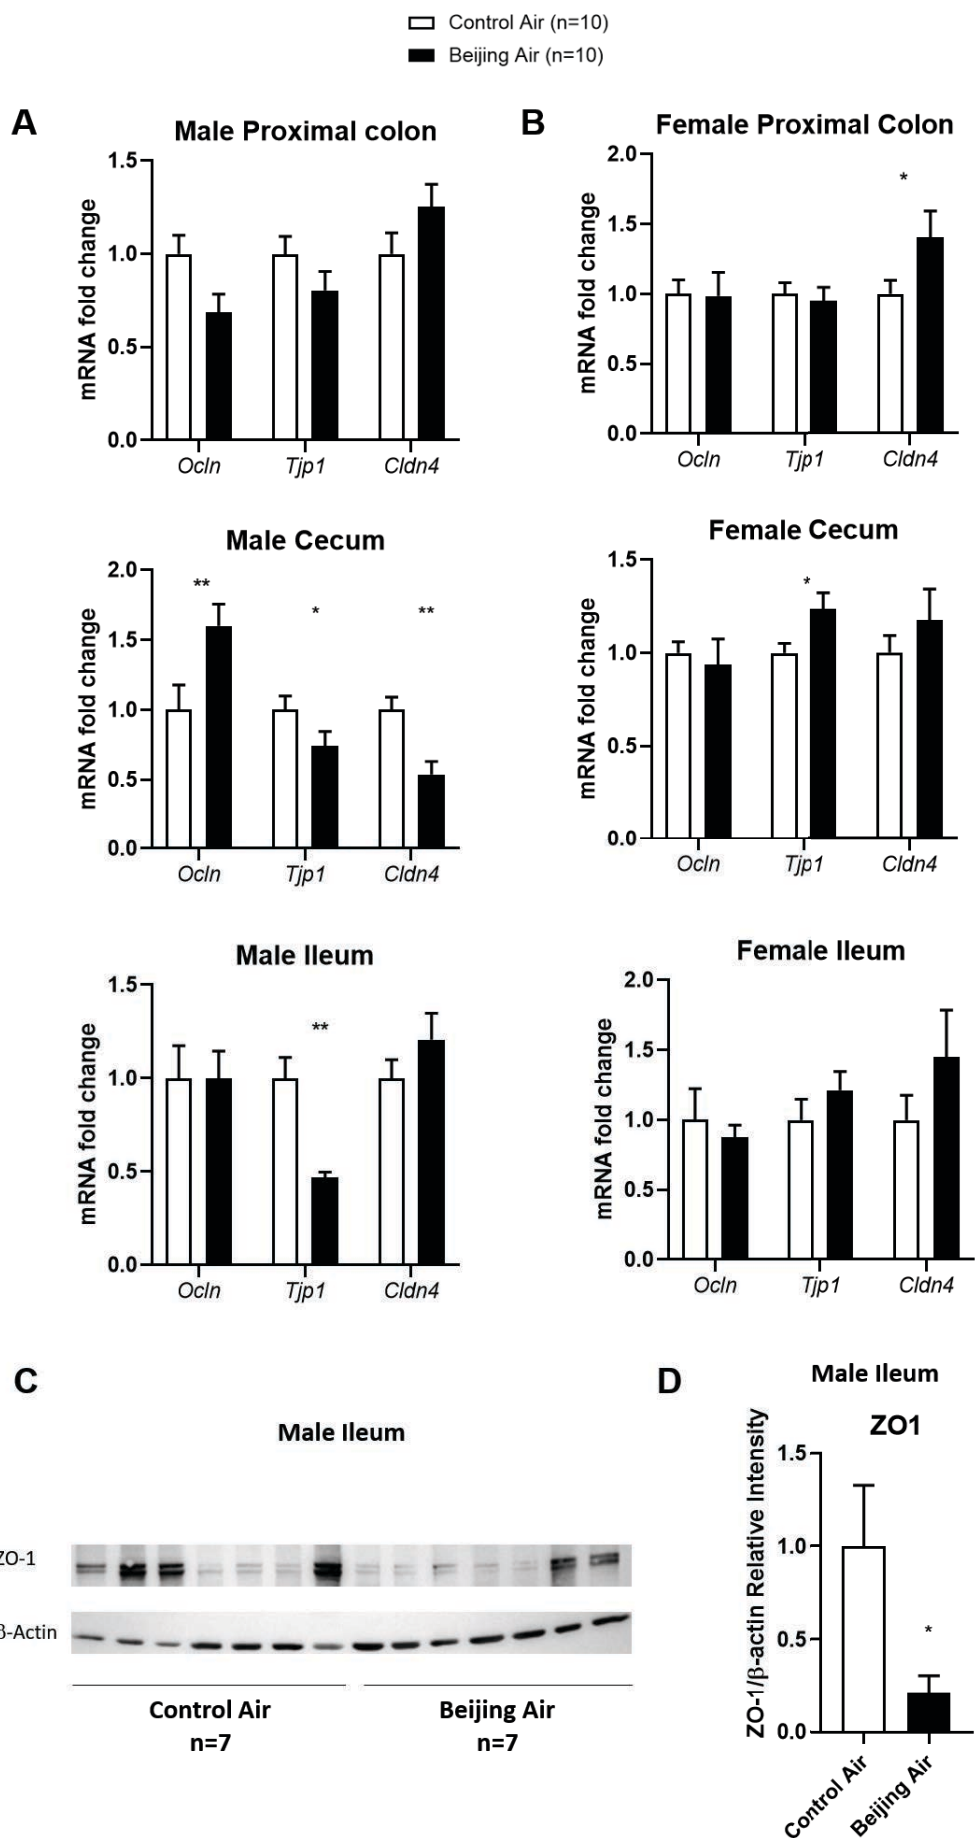 Control Air (n=10)
Beijing Air (n=10)
A
Male Proximal colon
mRNA fold change
1.5
1.0
0.5
0.0
Ocln Tjp1 Cldn4
Male Cecum
mRNA fold change
2.0
1.5
1.0
0.5
0.0
** * **
Ocln Tjp1 Cldn4
Male Ileum
mRNA fold change
1.5
1.0
0.5
0.0
**
Ocln Tjp1 Cldn4
B
Female Proximal Colon
mRNA fold change
2.0
1.5
1.0
0.5
0.0
*
Ocln Tjp1 Cldn4
Female Cecum
mRNA fold change
1.5
1.0
0.5
0.0
*
Ocln Tjp1 Cldn4
Female Ileum
mRNA fold change
2.0
1.5
1.0
0.5
0.0
Ocln Tjp1 Cldn4
C
Male Ileum
ZO-1
β-Actin
Control Air
n=7
Beijing Air
n=7
D
Male Ileum
ZO1
ZO-1/β-actin Relative Intensity
1.5
1.0
0.5
0.0
*
Control Air
Beijing Air